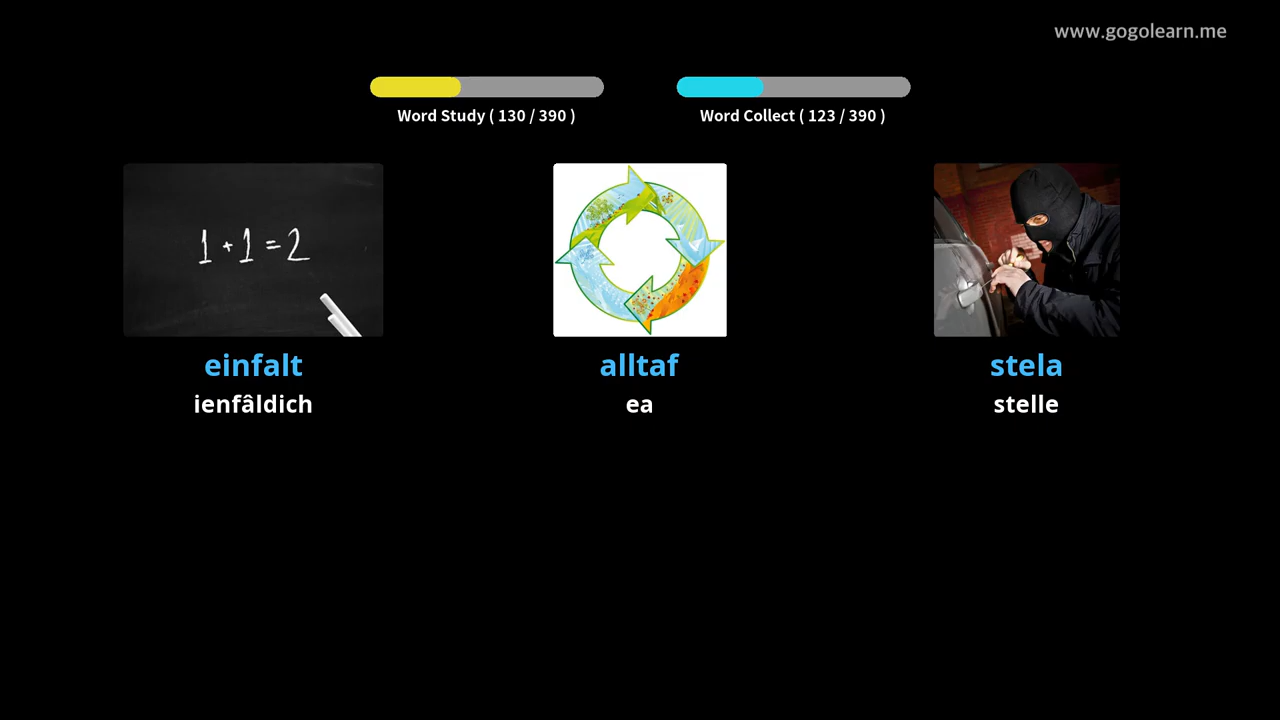 www.gogolearn.me
Word Study ( 130 / 390 )
Word Collect ( 123 / 390 )
1 + 1 = 2
einfalt
alltaf
stela
ienfâldich
ea
stelle